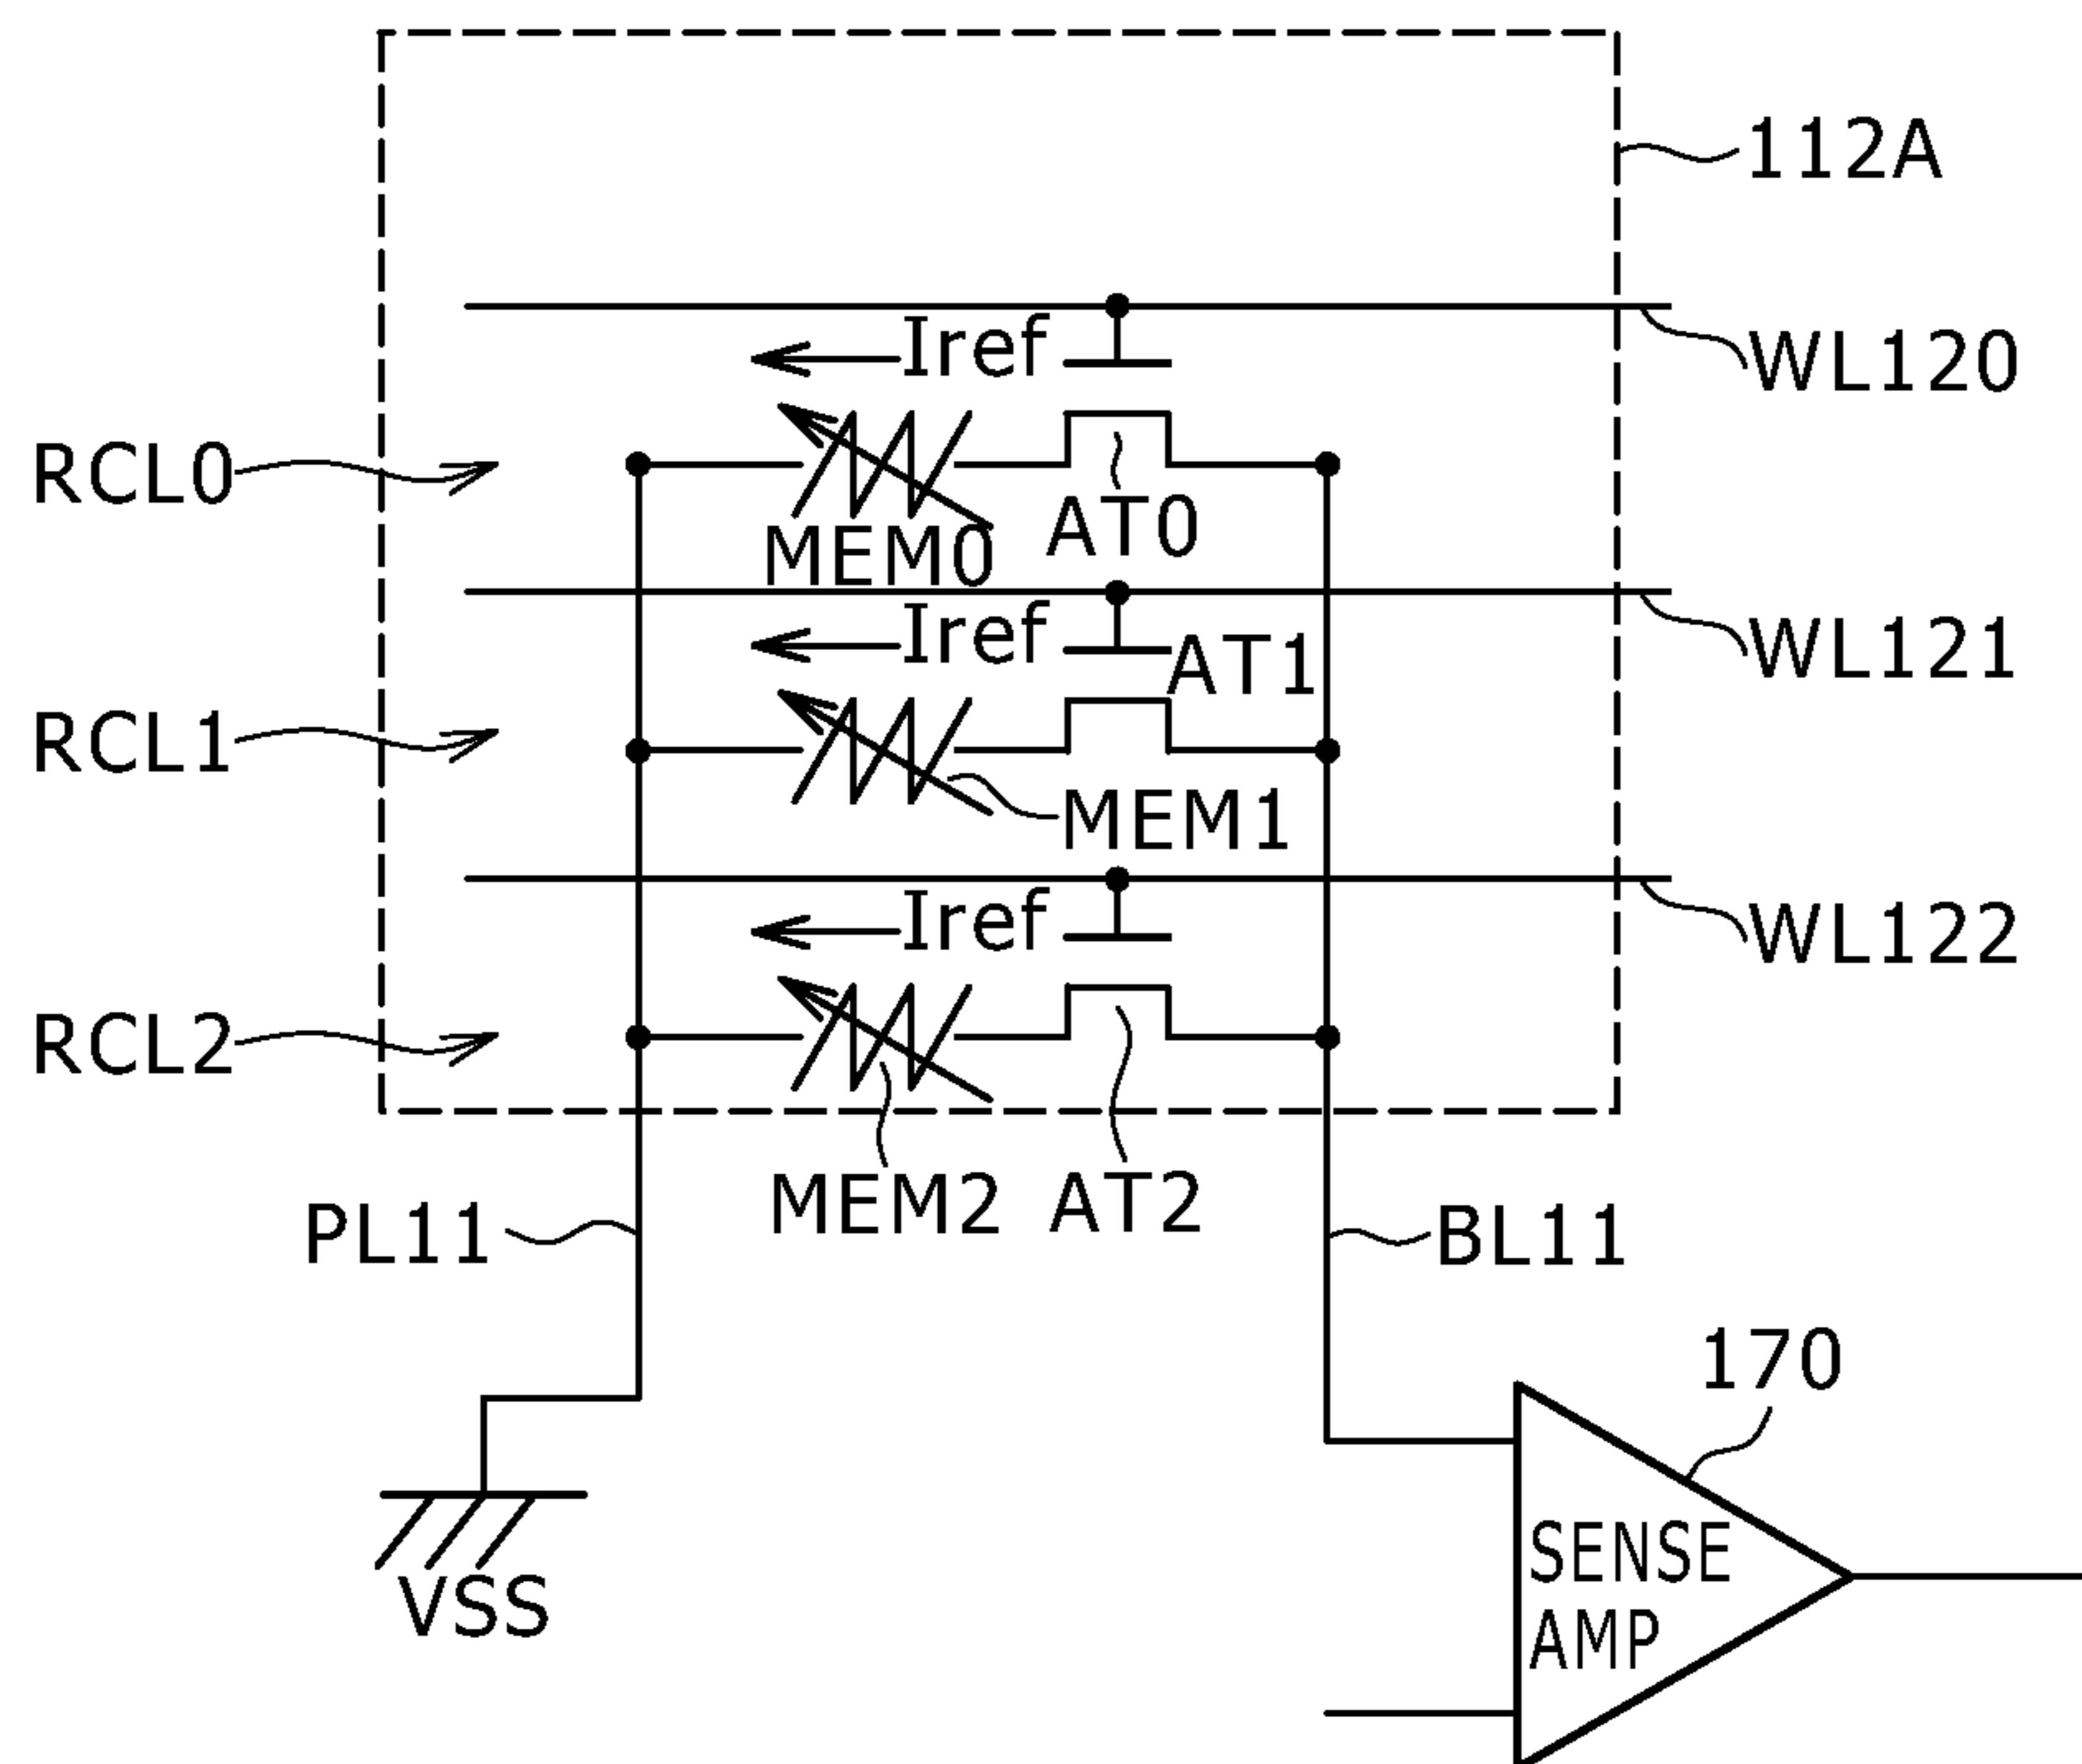 112A
Iref
WL120
RCL0
MEM0
AT0
Iref
AT1
WL121
RCL1
MEM1
Iref
WL122
RCL2
MEM2
AT2
PL11
BL11
170
SENSE
AMP
VSS